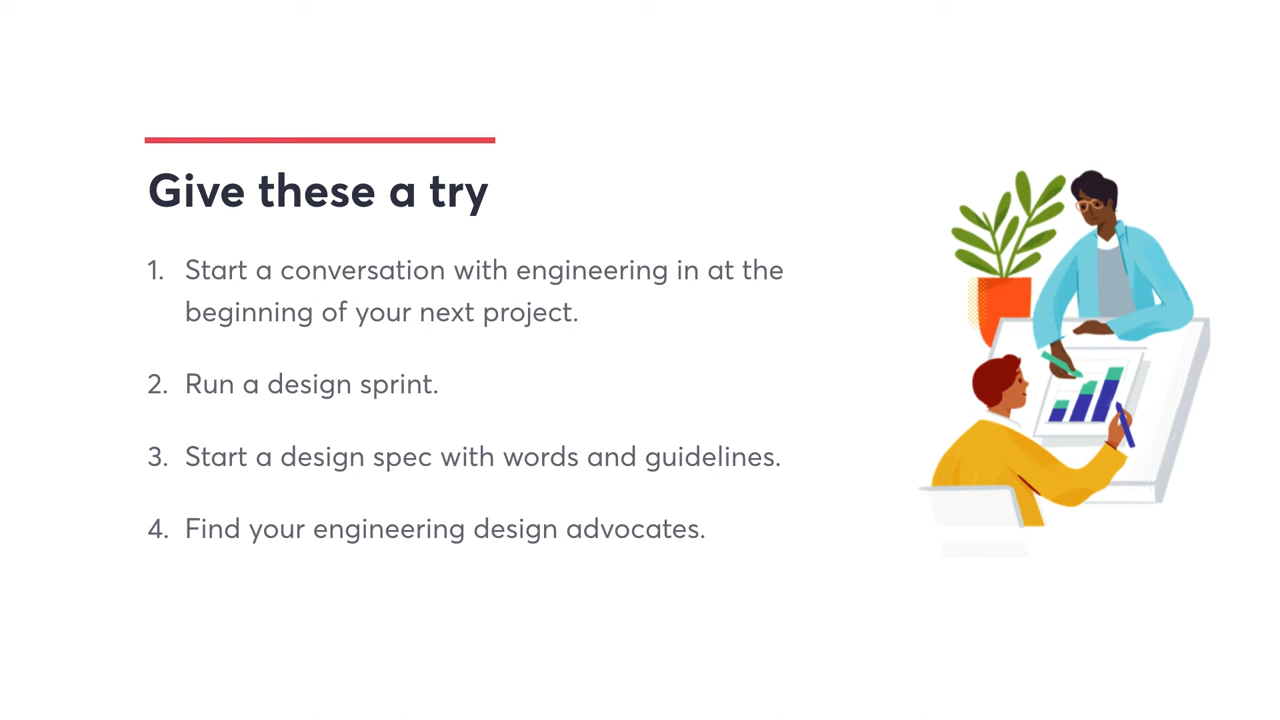 Give these a try
1. Start a conversation with engineering in at the
beginning of your next project.
2. Run a design sprint.
3. Start a design spec with words and guidelines.
4. Find your engineering design advocates.